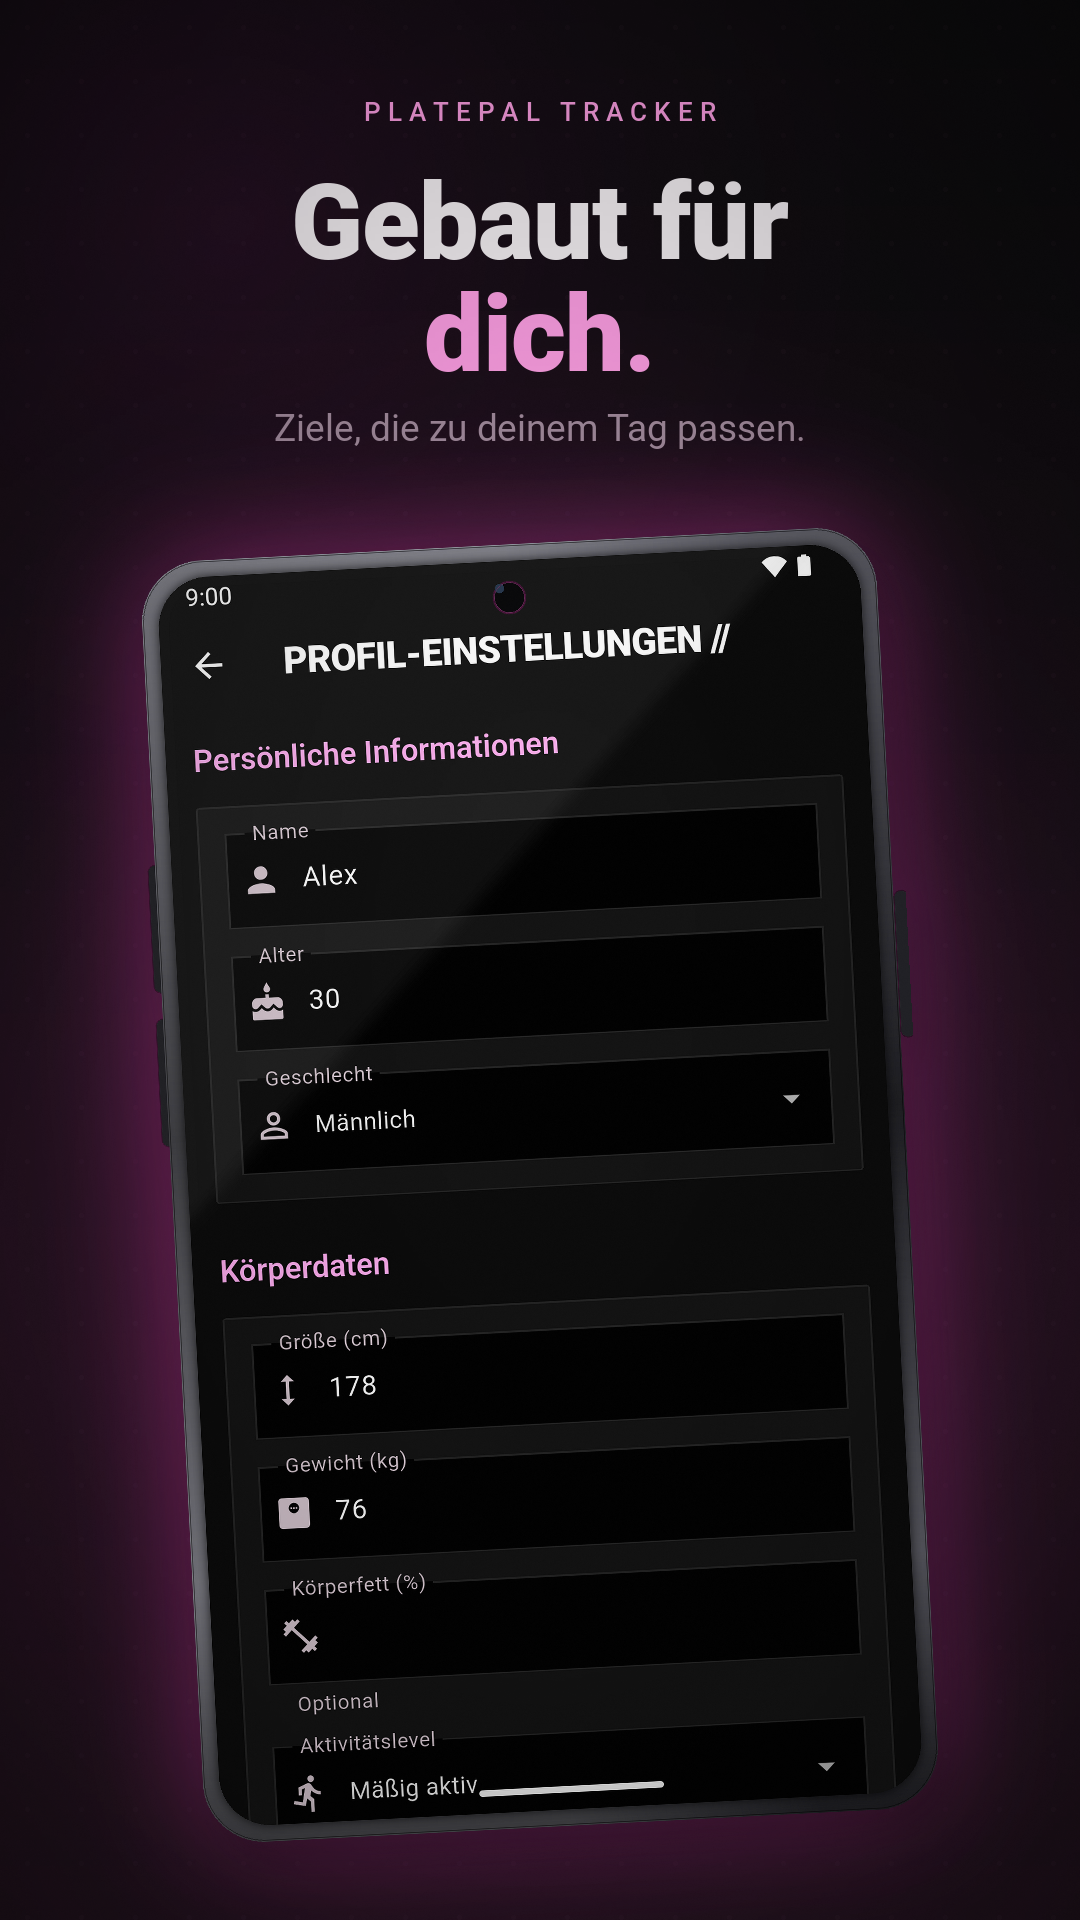 PLATEPAL TRACKER
Gebaut für
dich.
Ziele, die zu deinem Tag passen.
9:00
PROFIL-EINSTELLUNGEN //
Persönliche Informationen
Name
Alex
Alter
30
Geschlecht
Männlich
Körperdaten
Größe (cm)
178
Gewicht (kg)
76
Körperfett (%)
Optional
Aktivitätslevel
Mäßig aktiv